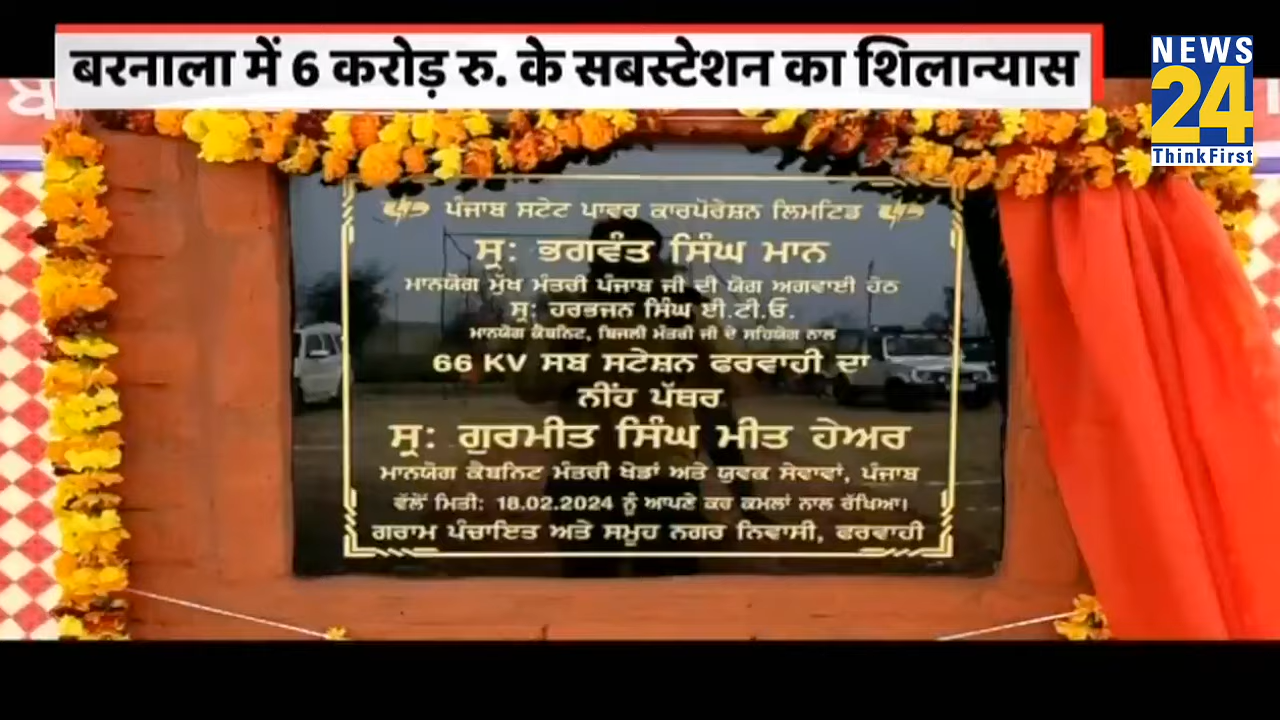 बरनाला में 6 करोड़ रु. के सबस्टेशन का शिलान्यास
NEWS
24
ThinkFirst
ਪੰਜਾਬ ਸਟੇਟ ਪਾਵਰ ਕਾਰਪੋਰੇਸ਼ਨ ਲਿਮਟਿਡ
ਸ੍ਰ: ਭਗਵੰਤ ਸਿੰਘ ਮਾਨ
ਮਾਨਯੋਗ ਮੁੱਖ ਮੰਤਰੀ ਪੰਜਾਬ ਜੀ ਦੀ ਯੋਗ ਅਗਵਾਈ ਹੇਠ
ਸ੍ਰ: ਹਰਭਜਨ ਸਿੰਘ ਈ.ਟੀ.ਓ.
ਮਾਨਯੋਗ ਕੈਬਨਿਟ, ਬਿਜਲੀ ਮੰਤਰੀ ਜੀ ਦੇ ਸਹਿਯੋਗ ਨਾਲ
66 KV ਸਬ ਸਟੇਸ਼ਨ ਫਰਵਾਹੀ ਦਾ
ਨੀਂਹ ਪੱਥਰ
ਸ੍ਰ: ਗੁਰਮੀਤ ਸਿੰਘ ਮੀਤ ਹੇਅਰ
ਮਾਨਯੋਗ ਕੈਬਨਿਟ ਮੰਤਰੀ ਖੇਡਾਂ ਅਤੇ ਯੁਵਕ ਸੇਵਾਵਾਂ, ਪੰਜਾਬ
ਵੱਲੋਂ ਮਿਤੀ: 18.02.2024 ਨੂੰ ਆਪਣੇ ਕਰ ਕਮਲਾਂ ਨਾਲ ਰੱਖਿਆ।
ਗਰਾਮ ਪੰਚਾਇਤ ਅਤੇ ਸਮੂਹ ਨਗਰ ਨਿਵਾਸੀ, ਫਰਵਾਹੀ